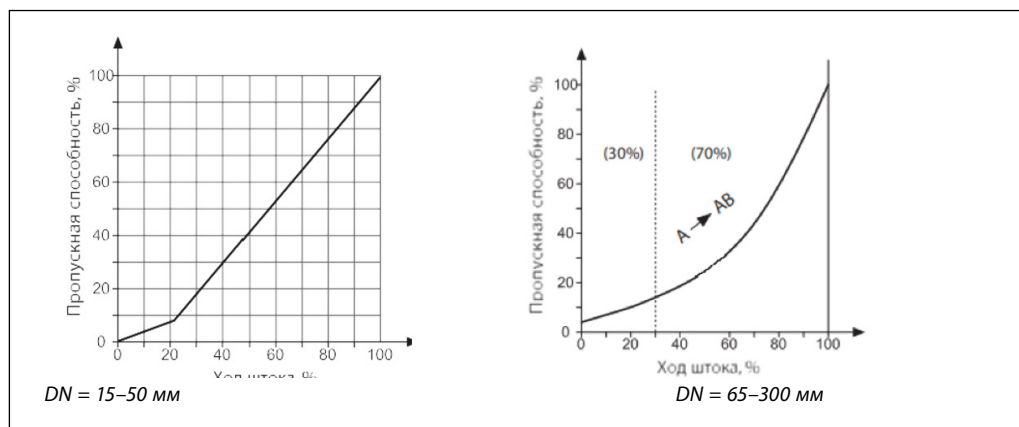 Пропускная способность, %
100
80
60
40
20
0
0 20 40 60 80 100
Ход штока, %
DN = 15–50 мм
Пропускная способность, %
100
80
60
40
20
0
(30%) (70%)
A AB
0 20 40 60 80 100
Ход штока, %
DN = 65–300 мм